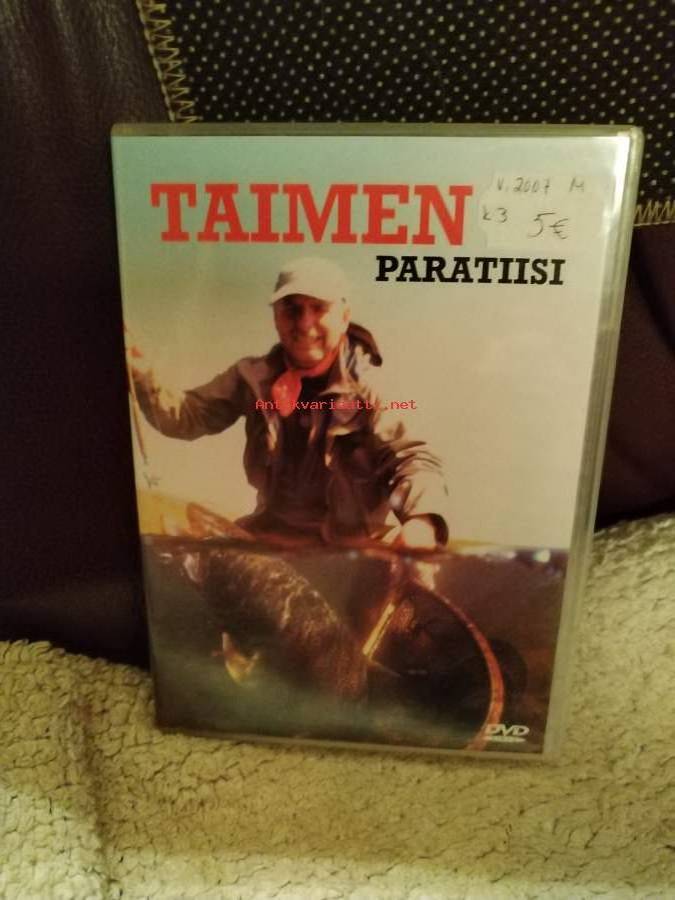 TAIMEN
v. 2007 M
k3 5€
PARATIISI
Antikvariaatti.net
DVD